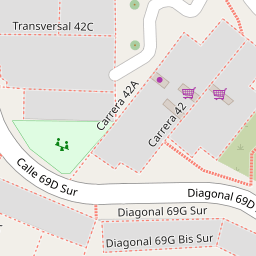 Transversal 42C
Carrera 42A
Carrera 42
Calle 69D Sur
Diagonal 69D
Diagonal 69G Sur
Diagonal 69G Bis Sur